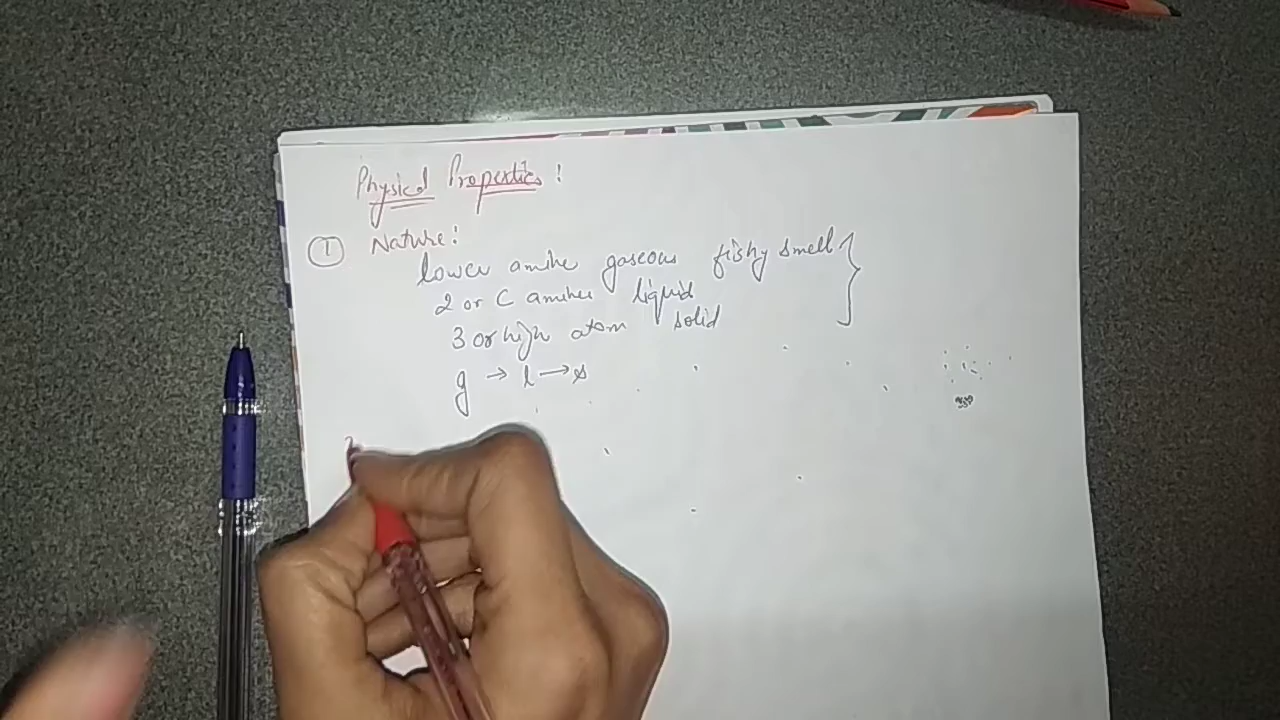 Physical Properties :
① Nature :
lower amine gaseous fishy smell }
2 or C amines liquid
3 or high atom solid
g → l → s